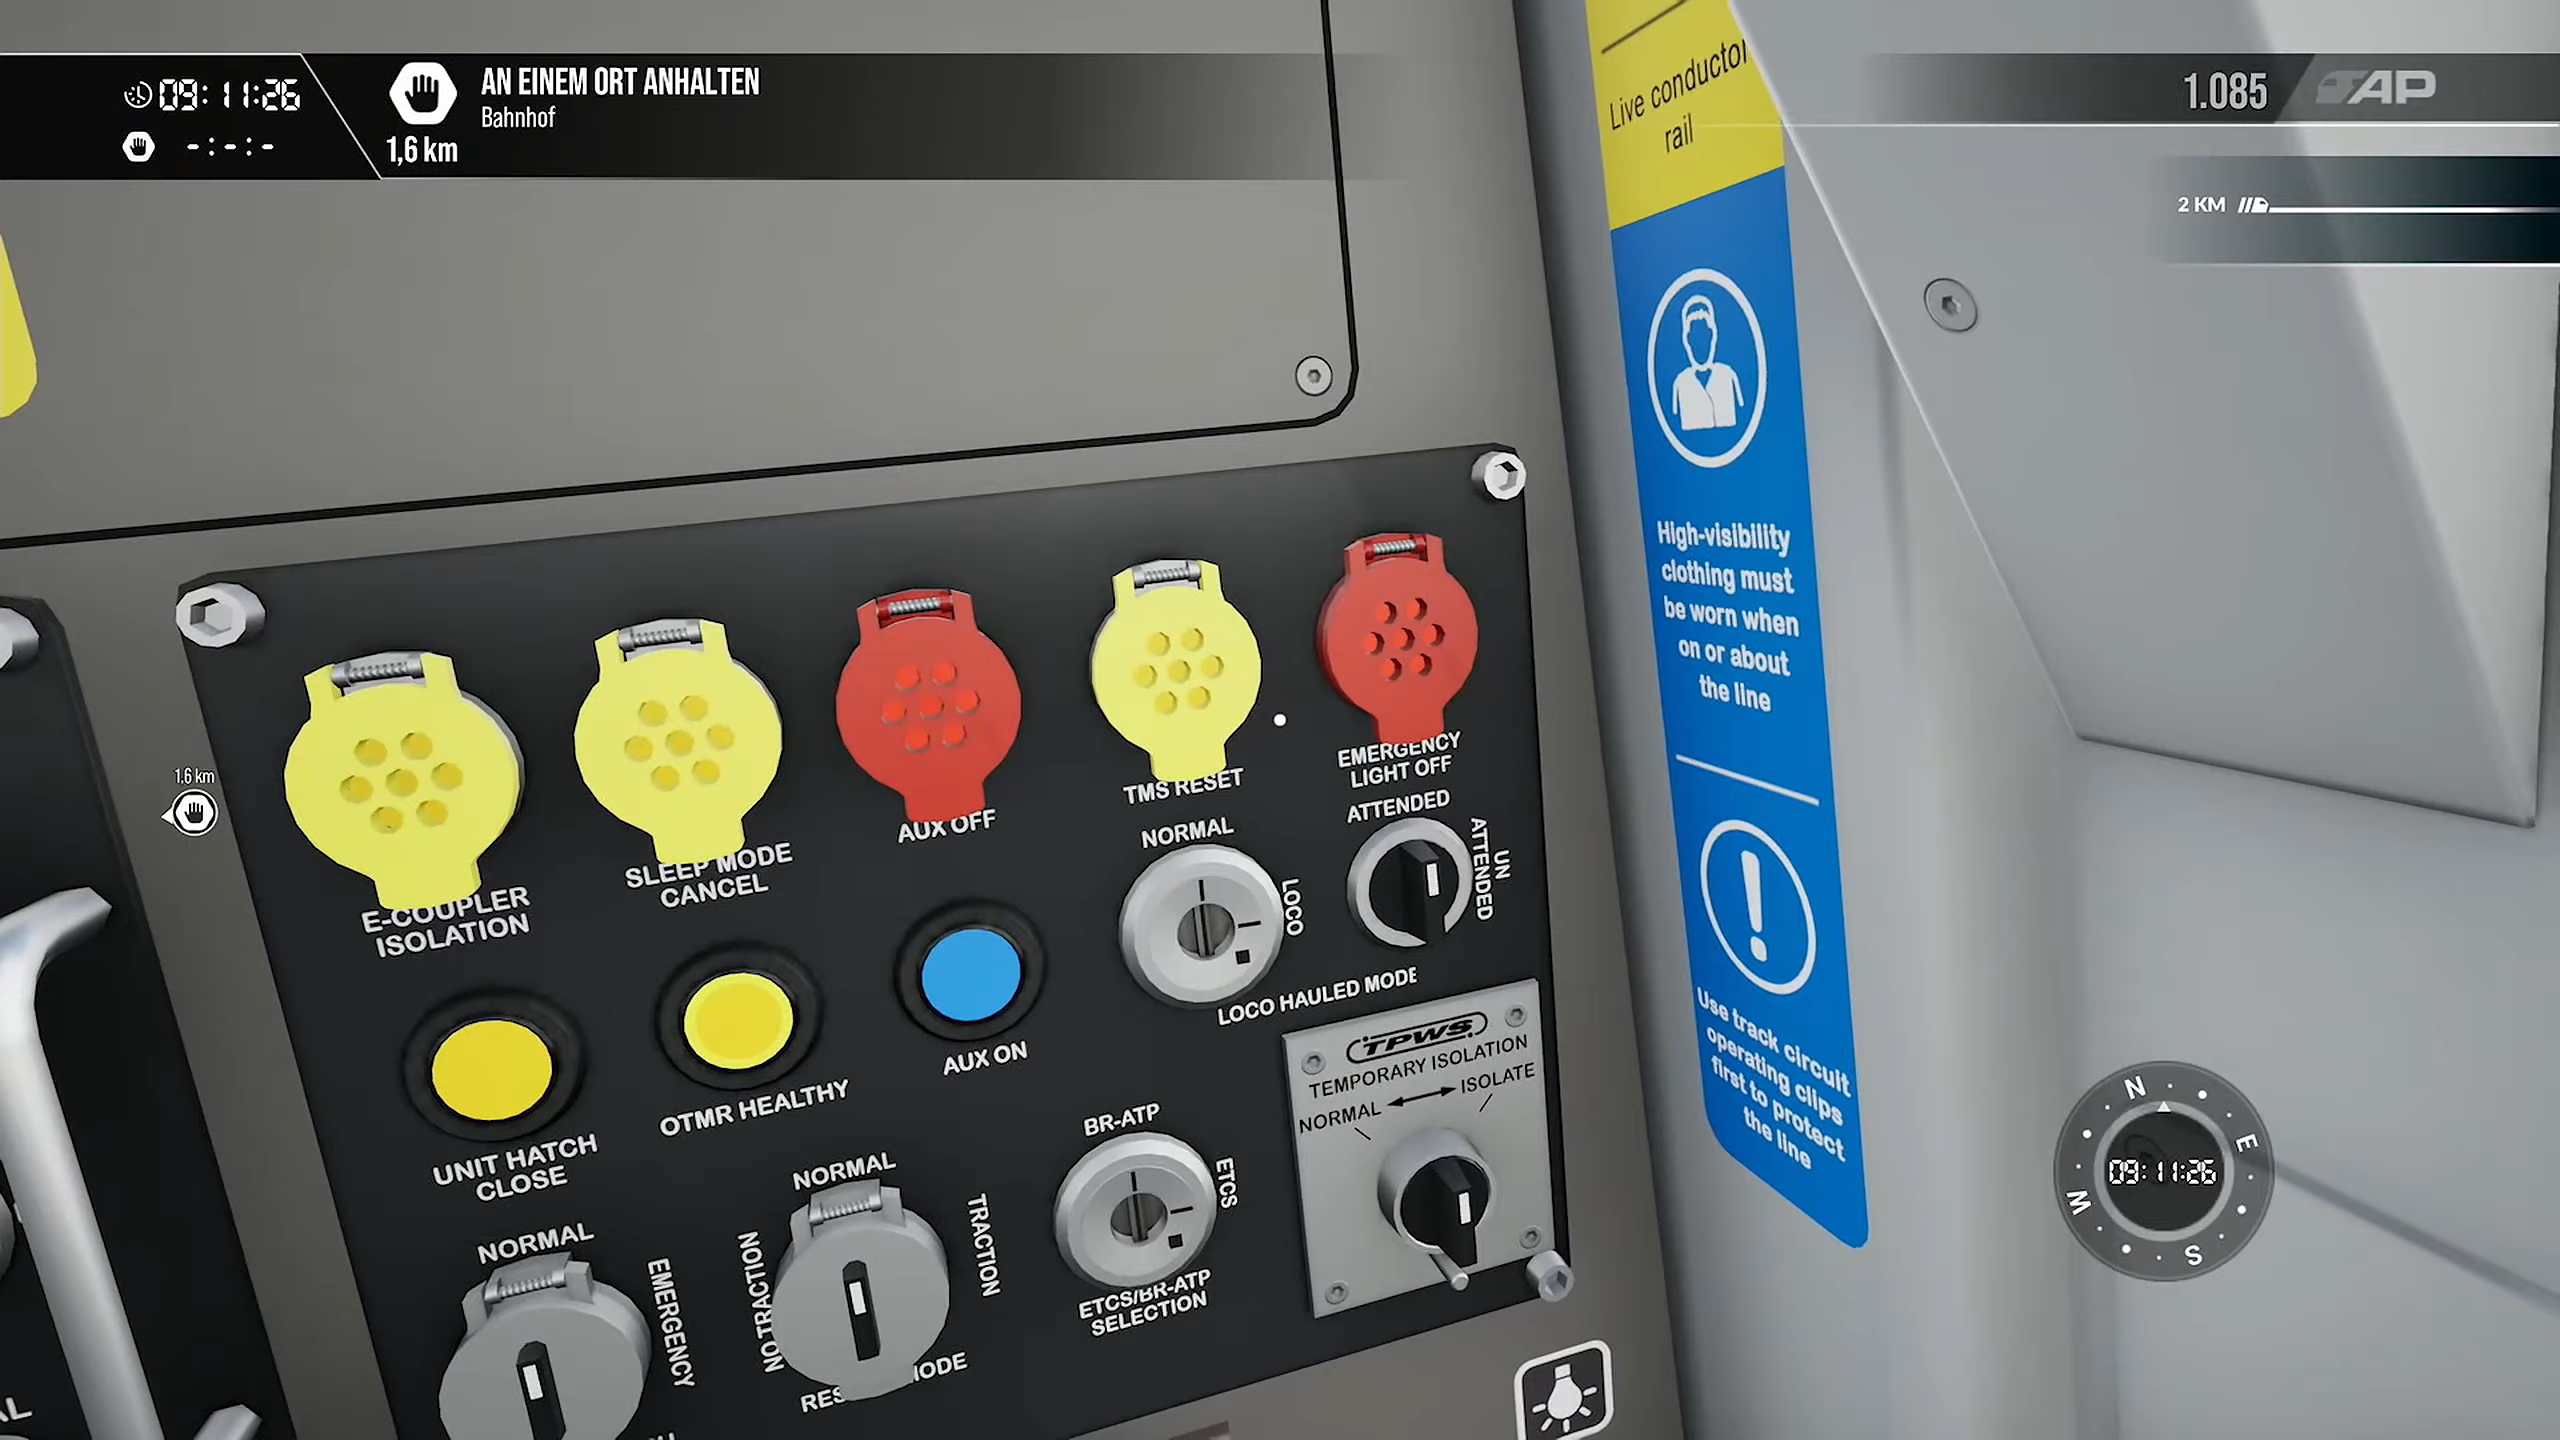 09:11:26
-:-:-
AN EINEM ORT ANHALTEN
Bahnhof
1,6 km
1.085
AP
2 KM
Live conductor
rail
High-visibility
clothing must
be worn when
on or about
the line
Use track circuit
operating clips
first to protect
the line
1.6 km
E-COUPLER
ISOLATION
SLEEP MODE
CANCEL
AUX OFF
TMS RESET
EMERGENCY
LIGHT OFF
NORMAL
LOCO
ATTENDED
UN
ATTENDED
LOCO HAULED MODE
UNIT HATCH
CLOSE
OTMR HEALTHY
AUX ON
TPWS
TEMPORARY ISOLATION
NORMAL ISOLATE
NORMAL
EMERGENCY
NORMAL
NO TRACTION
TRACTION
BR-ATP
ETCS
ETCS/BR-ATP
SELECTION
N
E
S
W
09:11:26